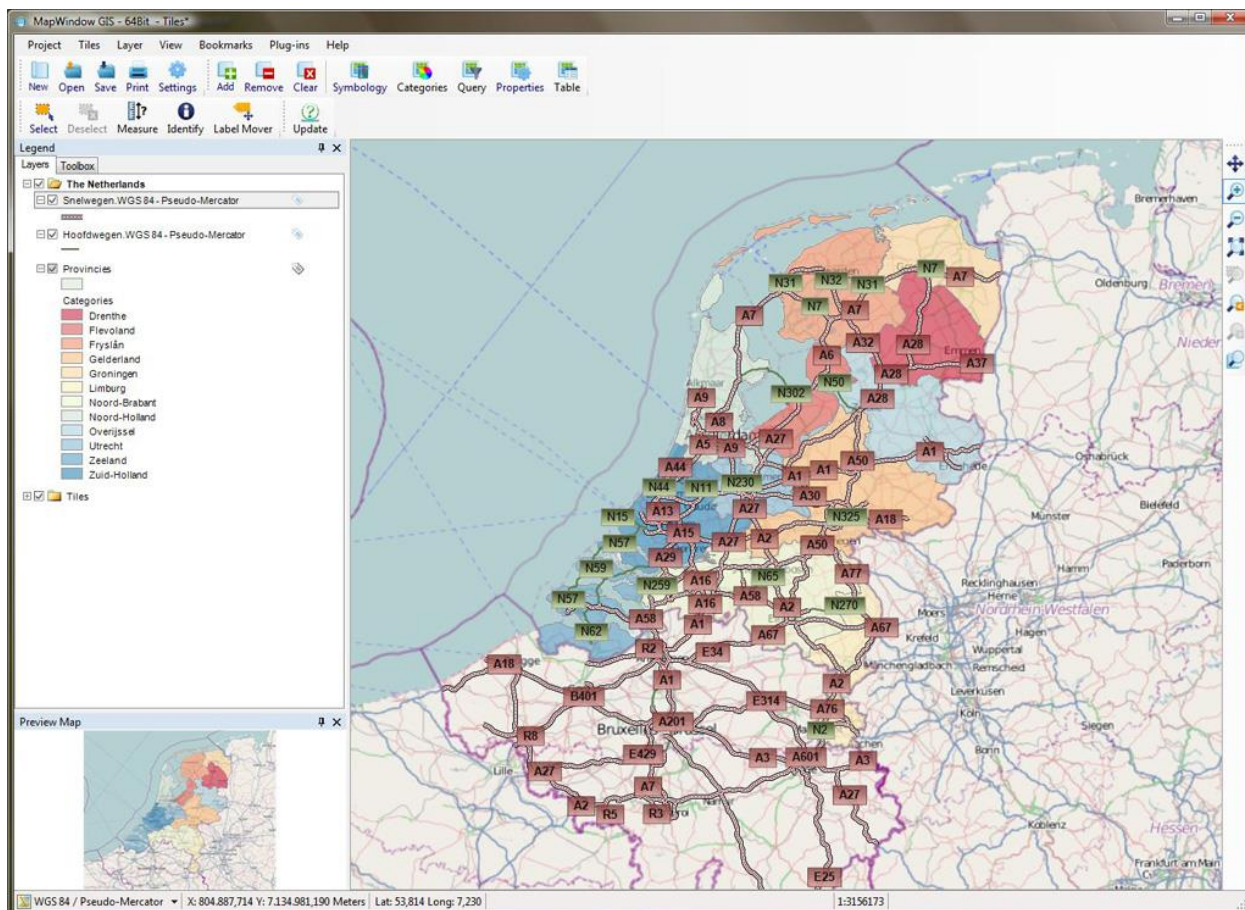 MapWindow GIS - 64Bit - Tiles*
Project Tiles Layer View Bookmarks Plug-ins Help
New Open Save Print Settings Add Remove Clear Symbology Categories Query Properties Table
Select Deselect Measure Identify Label Mover Update
Legend
Layers Toolbox
The Netherlands
Snelwegen.WGS 84 - Pseudo-Mercator
Hoofdwegen.WGS 84 - Pseudo-Mercator
Provincies
Categories
Drenthe
Flevoland
Fryslân
Gelderland
Groningen
Limburg
Noord-Brabant
Noord-Holland
Overijssel
Utrecht
Zeeland
Zuid-Holland
Tiles
Preview Map
Bremerhaven
Oldenburg
Bremen
N7
A7
N31
N32
N31
N7
A7
A7
A32
A28
Emmen
A37
A6
A28
N50
A28
N302
Alkmaar
A9
A8
A5
A9
A27
A1
Osnabrück
A44
A1
A1
A50
Bielefeld
N44
N11
N230
A30
N15
A13
A27
N325
A18
Münster
N57
A15
A27
A2
A50
Hamm
Paderborn
N59
A29
N259
A16
N65
A77
Recklinghausen
Herne
Nordrhein-Westfalen
N57
A16
A58
A2
N270
Moers
N62
A58
A1
A67
A67
Krefeld
Hagen
Wuppertal
Remscheid
Mönchengladbach
A18
R2
E34
A1
B401
E314
A2
A76
Leverkusen
Köln
Siegen
R8
A201
N2
Bonn
Lille
A27
E429
A3
A601
A3
A7
A27
A2
R5
R3
Namur
Koblenz
Hessen
E25
Frankfurt am Main
WGS 84 / Pseudo-Mercator X: 804.887,714 Y: 7.134.981,190 Meters Lat: 53,814 Long: 7,230 1:3156173